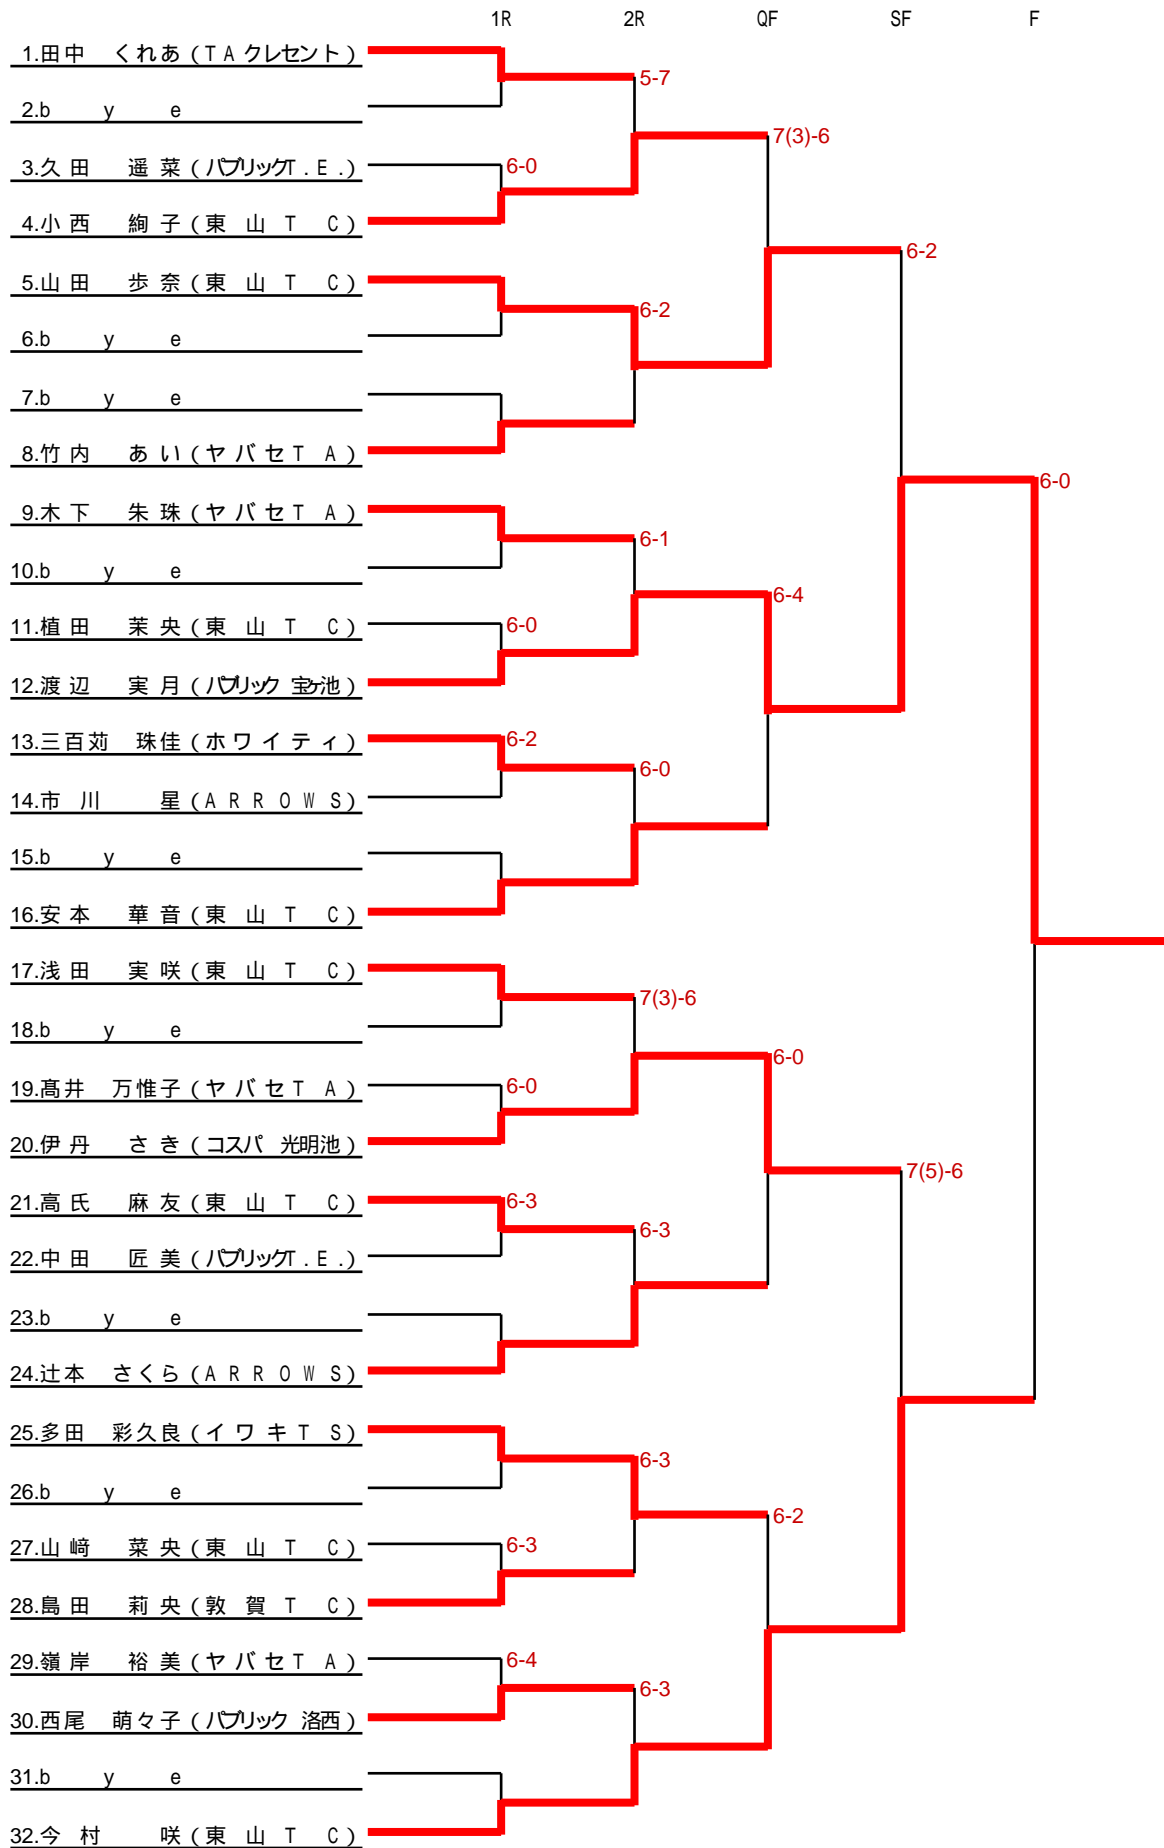 1R 2R QF SF F
1.田中 くれあ(TAクレセント)
5-7
2.bye
7(3)-6
3.久田 遥菜(パブリックT.E.)
6-0
4.小西 絢子(東山TC)
6-2
5.山田 歩奈(東山TC)
6-2
6.bye
7.bye
8.竹内 あい(ヤバセTA)
6-0
9.木下 朱珠(ヤバセTA)
6-1
10.bye
6-4
11.植田 茉央(東山TC)
6-0
12.渡辺 実月(パブリック宝ヶ池)
13.三百苅 珠佳(ホワイティ)
6-2
6-0
14.市川 星(ARROWS)
15.bye
16.安本 華音(東山TC)
17.浅田 実咲(東山TC)
7(3)-6
18.bye
6-0
19.髙井 万惟子(ヤバセTA)
6-0
20.伊丹 さき(コスパ光明池)
7(5)-6
21.高氏 麻友(東山TC)
6-3
6-3
22.中田 匠美(パブリックT.E.)
23.bye
24.辻本 さくら(ARROWS)
25.多田 彩久良(イワキTS)
6-3
26.bye
6-2
27.山﨑 菜央(東山TC)
6-3
28.島田 莉央(敦賀TC)
29.嶺岸 裕美(ヤバセTA)
6-4
6-3
30.西尾 萌々子(パブリック洛西)
31.bye
32.今村 咲(東山TC)